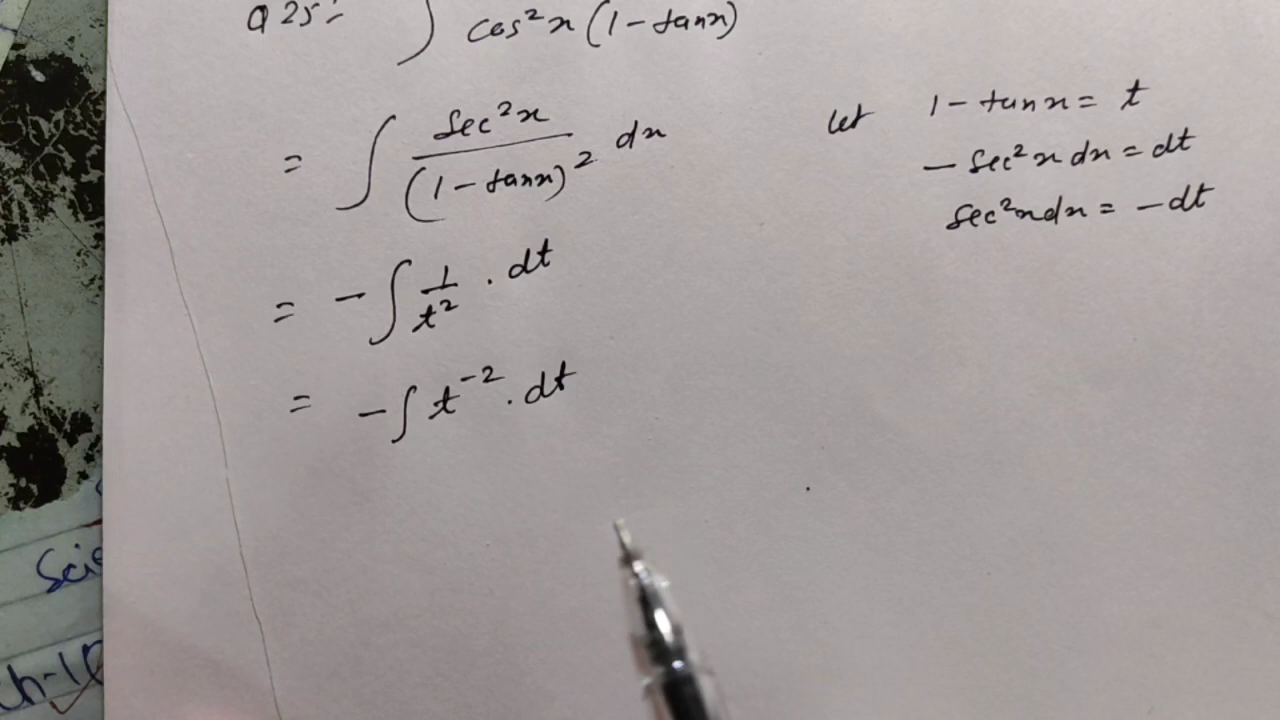 Q 25:- ∫ cos²x (1 - tanx)
= ∫ sec²x / (1 - tanx)² dx
let 1 - tanx = t
- sec²x dx = dt
sec²x dx = - dt
= - ∫ 1/t² . dt
= - ∫ t⁻² . dt